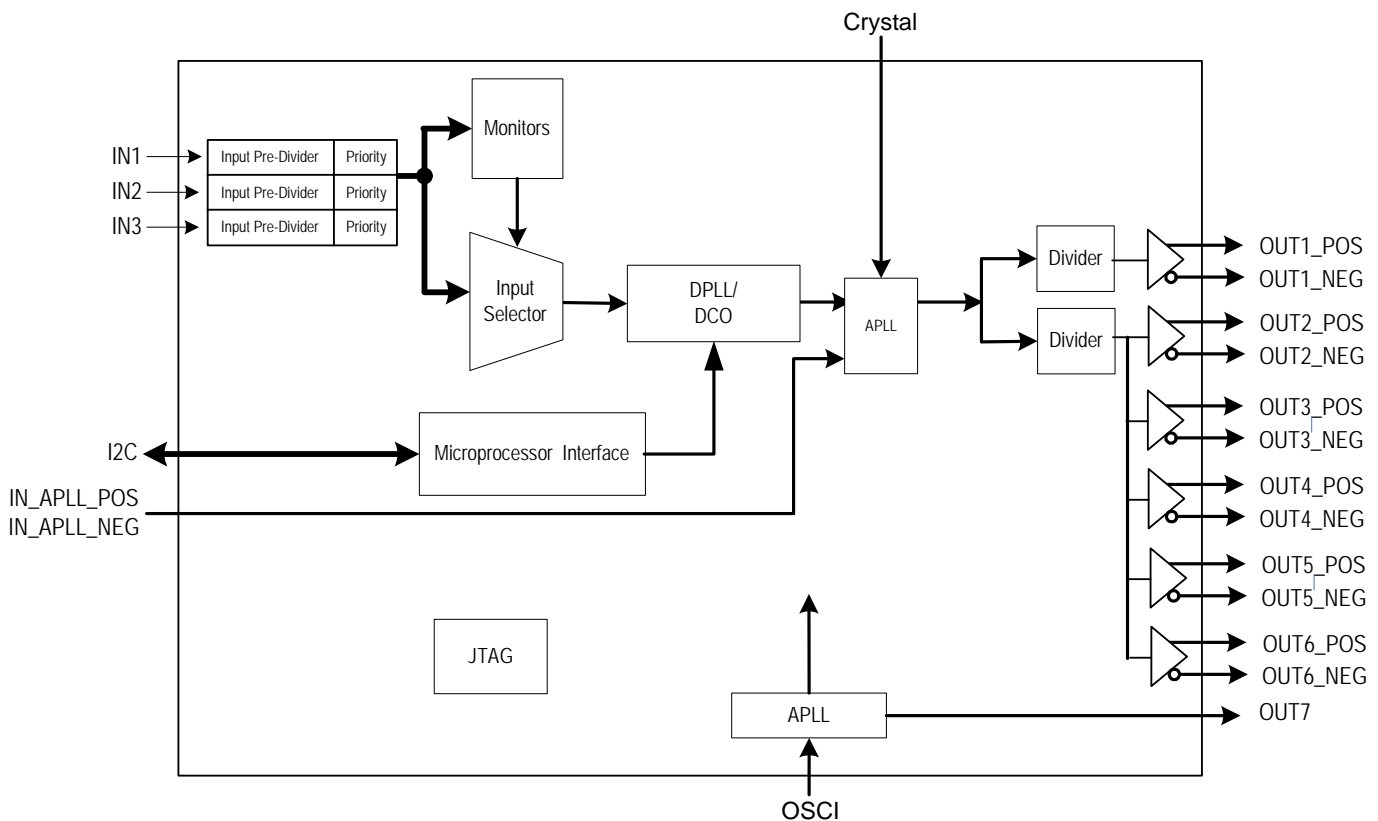 Crystal
Monitors
IN1
Input Pre-Divider Priority
IN2
Input Pre-Divider Priority
IN3
Input Pre-Divider Priority
Input
Selector
DPLL/
DCO
APLL
Divider
Divider
OUT1_POS
OUT1_NEG
OUT2_POS
OUT2_NEG
OUT3_POS
OUT3_NEG
OUT4_POS
OUT4_NEG
OUT5_POS
OUT5_NEG
OUT6_POS
OUT6_NEG
OUT7
I2C
Microprocessor Interface
IN_APLL_POS
IN_APLL_NEG
JTAG
APLL
OSCI